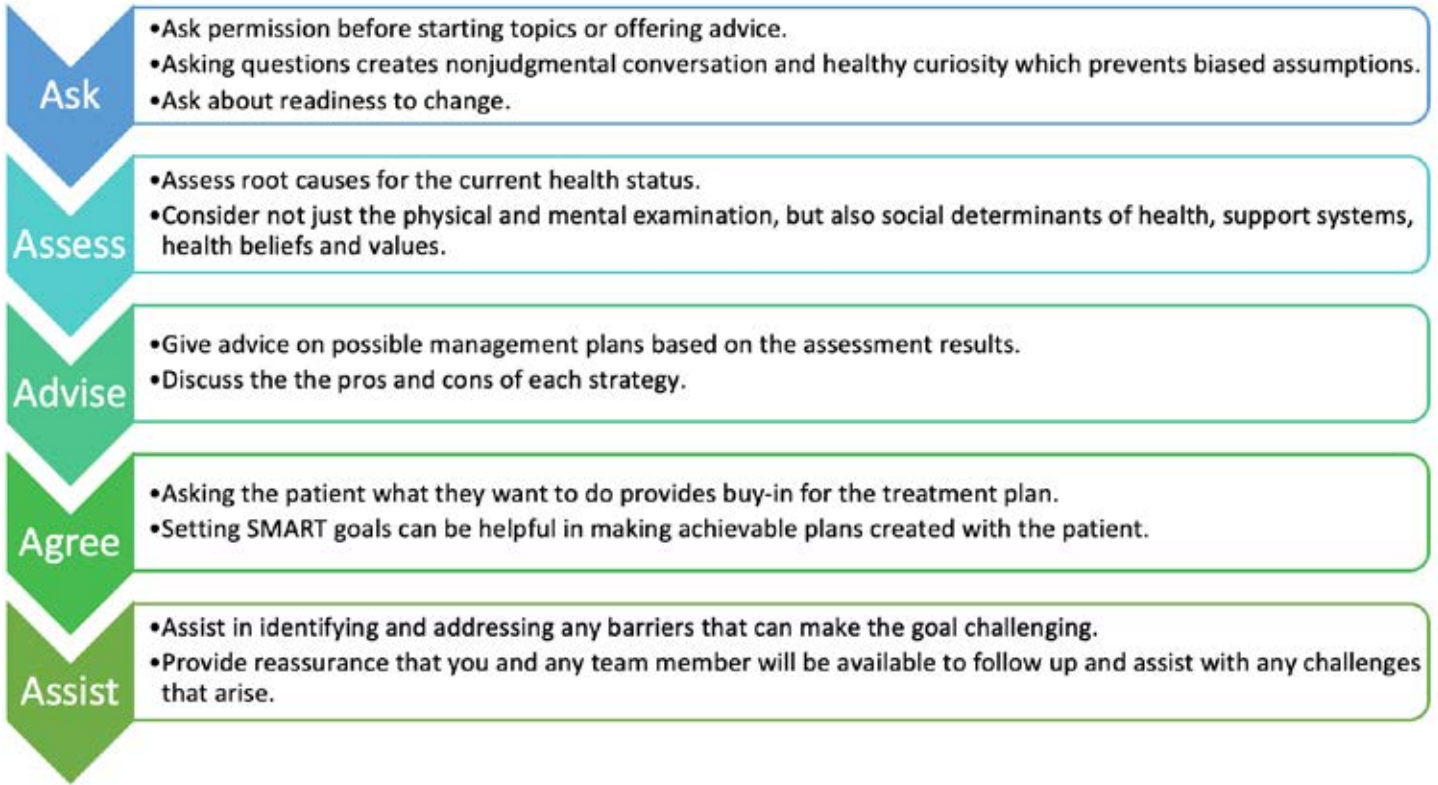 Ask
•Ask permission before starting topics or offering advice.
•Asking questions creates nonjudgmental conversation and healthy curiosity which prevents biased assumptions.
•Ask about readiness to change.
Assess
•Assess root causes for the current health status.
•Consider not just the physical and mental examination, but also social determinants of health, support systems,
health beliefs and values.
Advise
•Give advice on possible management plans based on the assessment results.
•Discuss the the pros and cons of each strategy.
Agree
•Asking the patient what they want to do provides buy-in for the treatment plan.
•Setting SMART goals can be helpful in making achievable plans created with the patient.
Assist
•Assist in identifying and addressing any barriers that can make the goal challenging.
•Provide reassurance that you and any team member will be available to follow up and assist with any challenges
that arise.